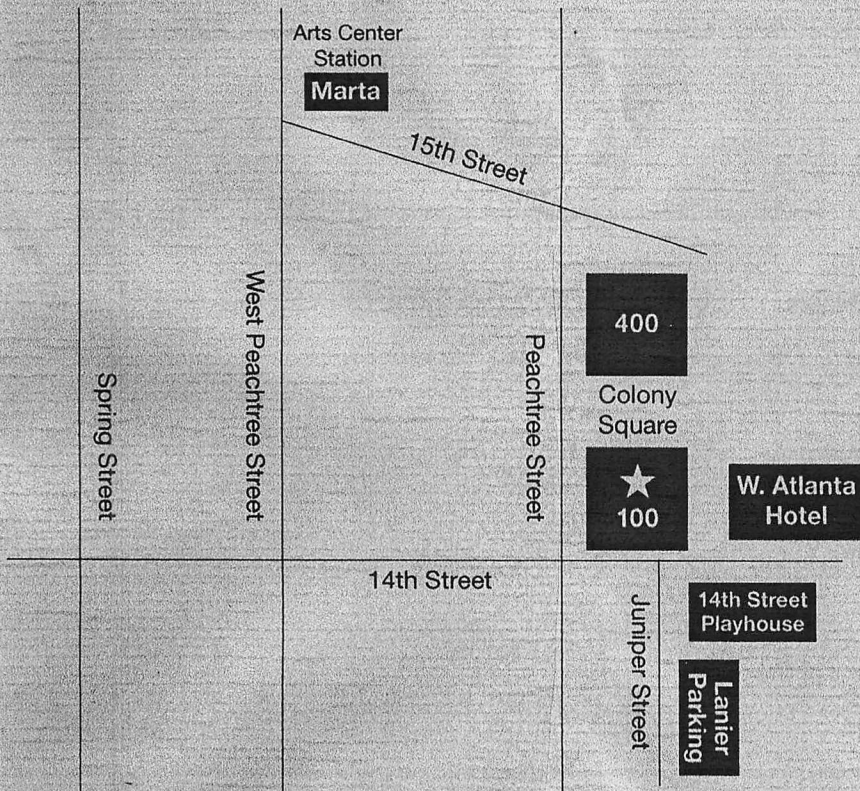 Arts Center
Station
Marta
15th Street
400
Colony
Square
100
W. Atlanta
Hotel
Spring Street
West Peachtree Street
Peachtree Street
14th Street
Juniper Street
14th Street
Playhouse
Lanier
Parking